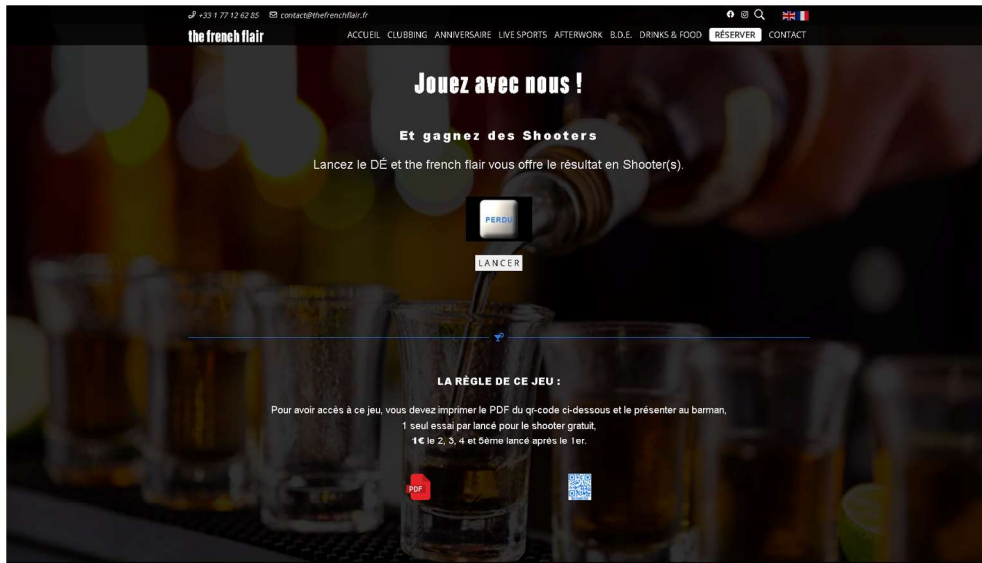 +33 1 77 12 62 85 contact@thefrenchflair.fr
the french flair
ACCUEIL CLUBBING ANNIVERSAIRE LIVE SPORTS AFTERWORK B.D.E. DRINKS & FOOD RÉSERVER CONTACT
Jouez avec nous !
Et gagnez des Shooters
Lancez le DÉ et the french flair vous offre le résultat en Shooter(s).
PERDU
LANCER
LA RÈGLE DE CE JEU :
Pour avoir accès à ce jeu, vous devez imprimer le PDF du qr-code ci-dessous et le présenter au barman,
1 seul essai par lancé pour le shooter gratuit,
1€ le 2, 3, 4 et 5ème lancé après le 1er.
PDF